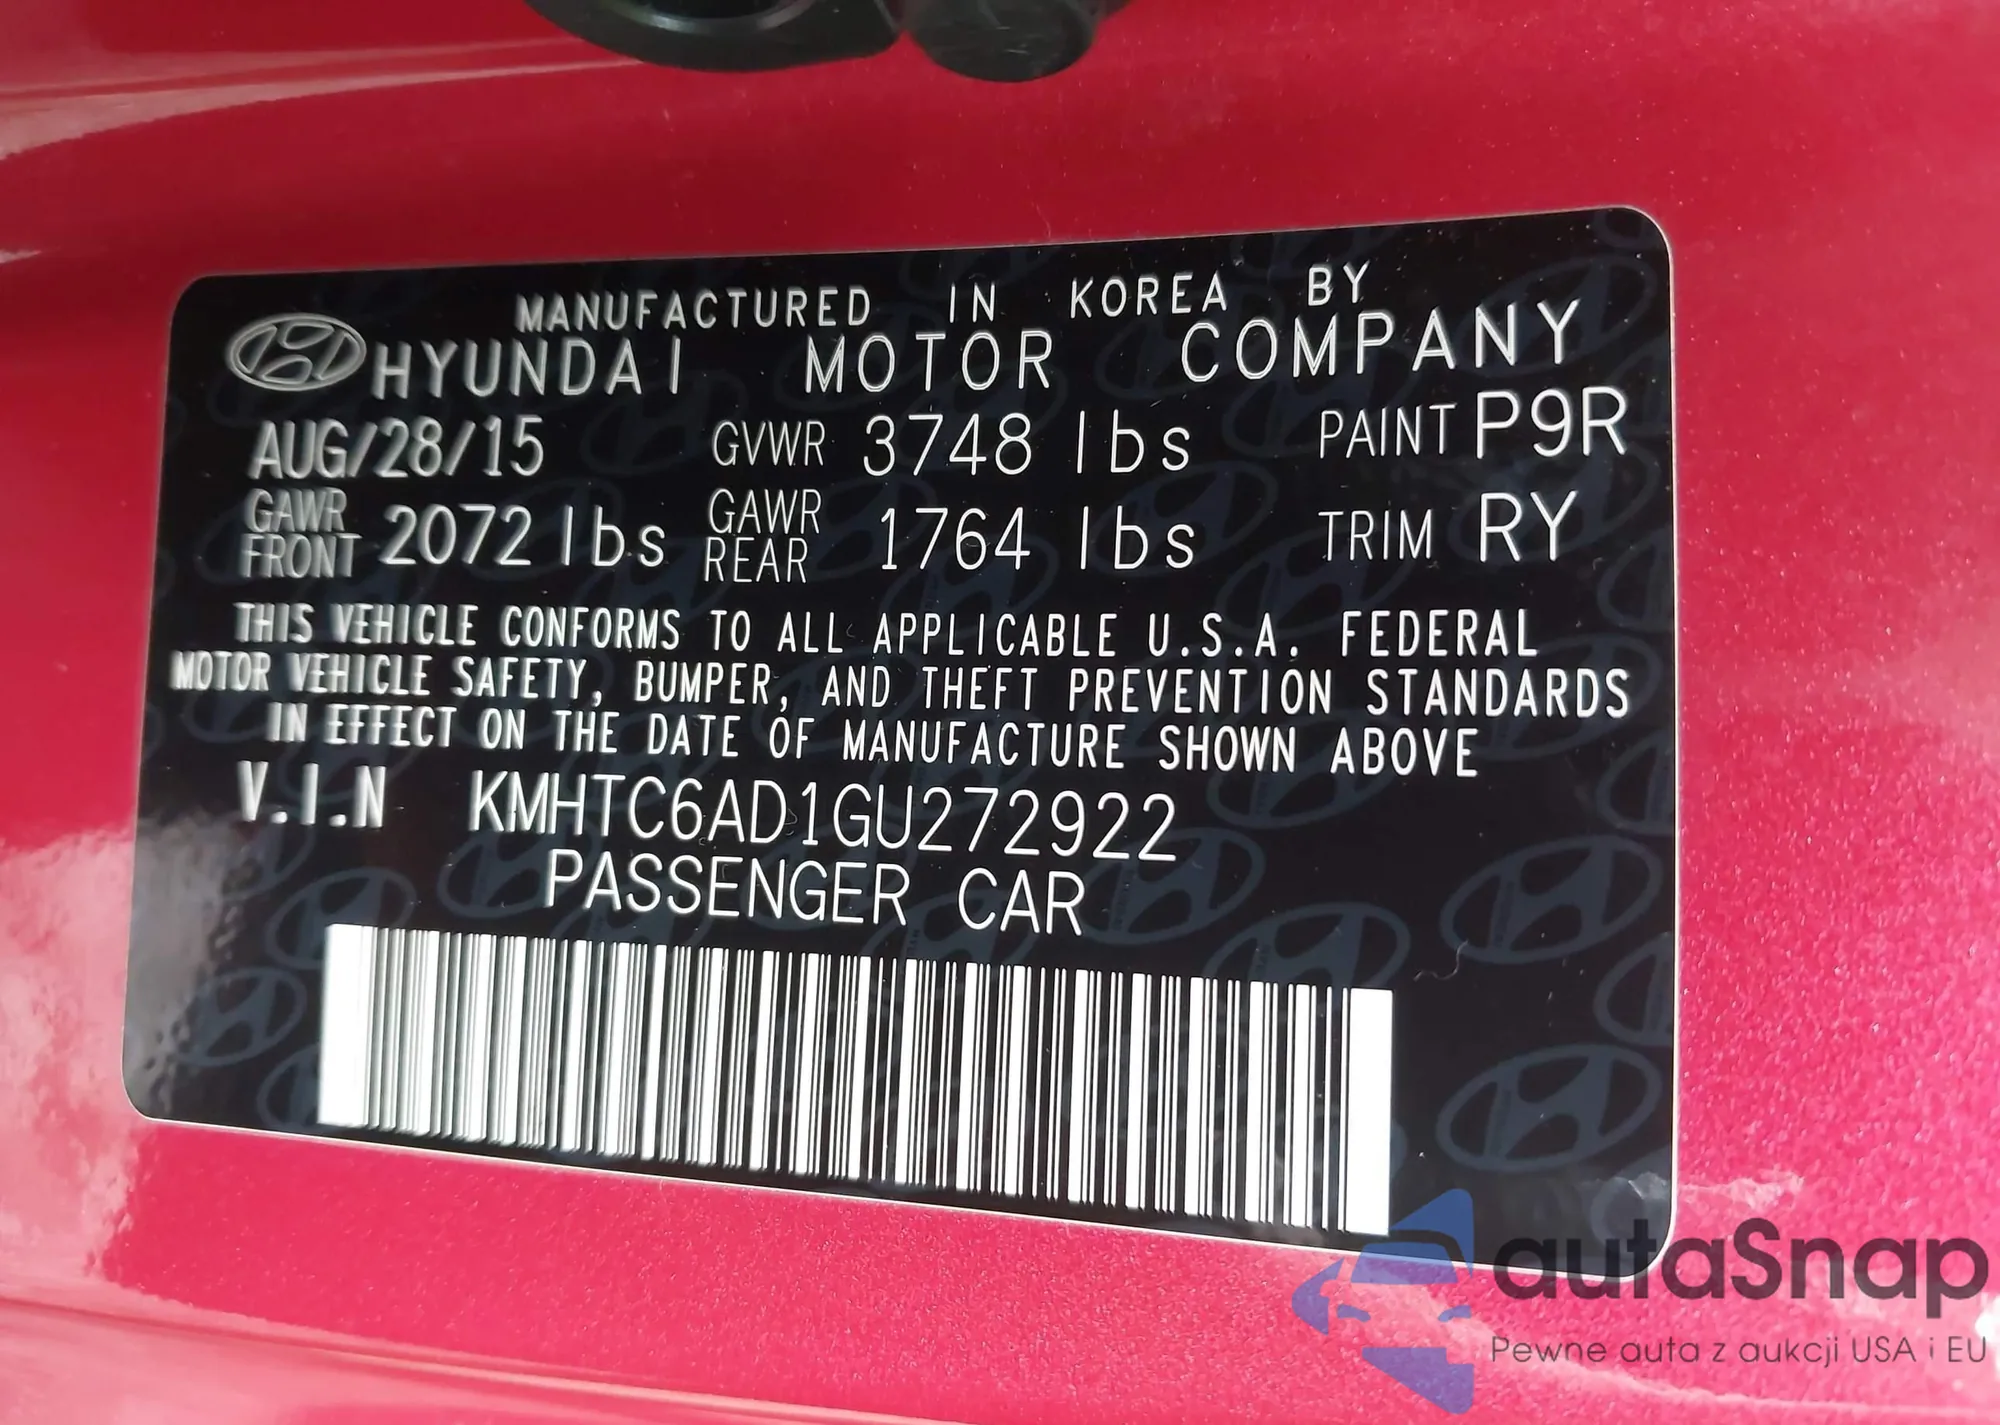 MANUFACTURED IN KOREA BY
HYUNDAI MOTOR COMPANY
AUG/28/15 GVWR 3748 lbs PAINT P9R
GAWR FRONT 2072 lbs GAWR REAR 1764 lbs TRIM RY
THIS VEHICLE CONFORMS TO ALL APPLICABLE U.S.A. FEDERAL
MOTOR VEHICLE SAFETY, BUMPER, AND THEFT PREVENTION STANDARDS
IN EFFECT ON THE DATE OF MANUFACTURE SHOWN ABOVE
V.I.N KMHTC6AD1GU272922
PASSENGER CAR
autaSnap
Pewne auta z aukcji USA i EU